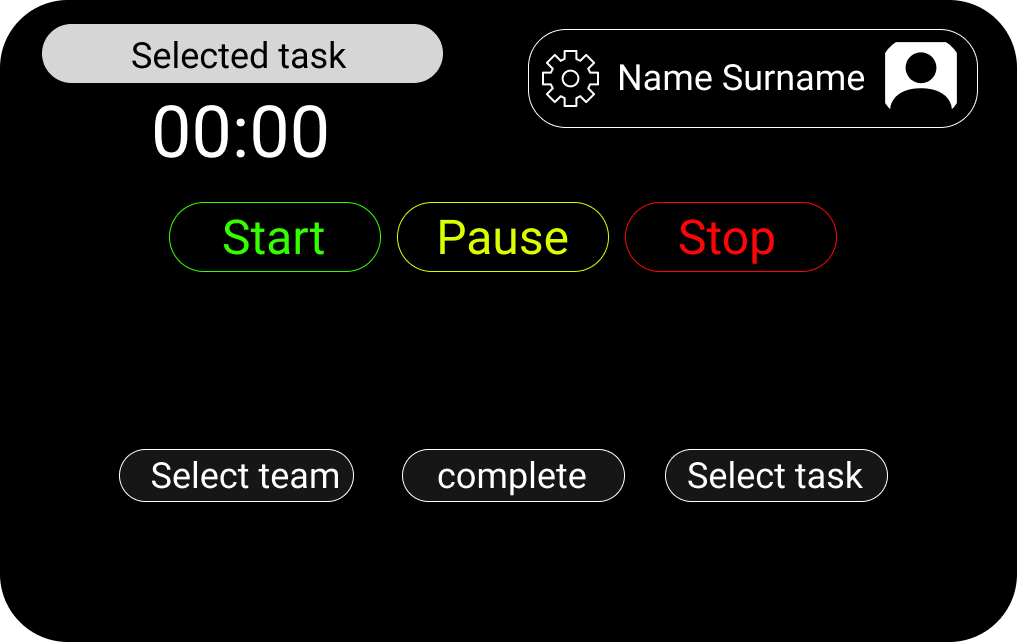 Selected task
Name Surname
00:00
Start
Pause
Stop
Select team
complete
Select task